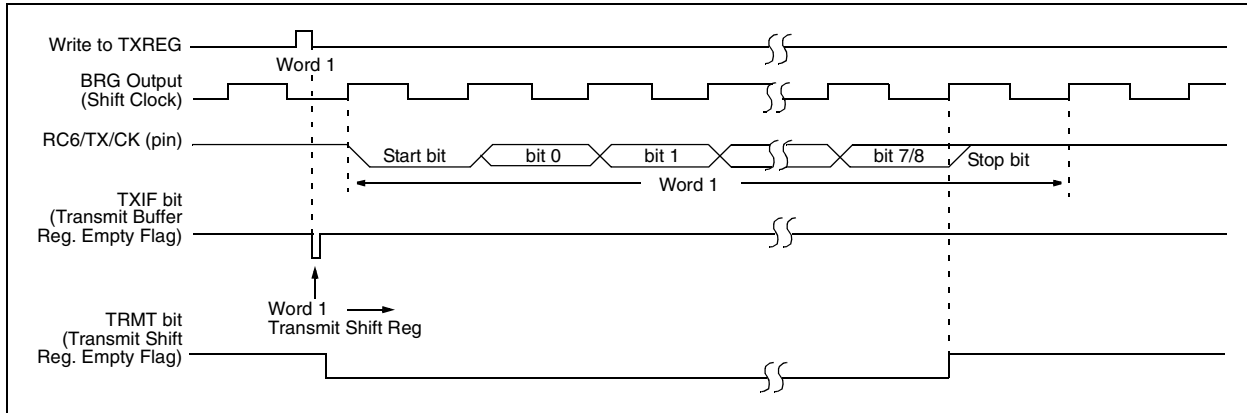 Write to TXREG
Word 1
BRG Output
(Shift Clock)
RC6/TX/CK (pin)
Start bit
bit 0
bit 1
bit 7/8
Stop bit
Word 1
TXIF bit
(Transmit Buffer
Reg. Empty Flag)
Word 1
Transmit Shift Reg
TRMT bit
(Transmit Shift
Reg. Empty Flag)